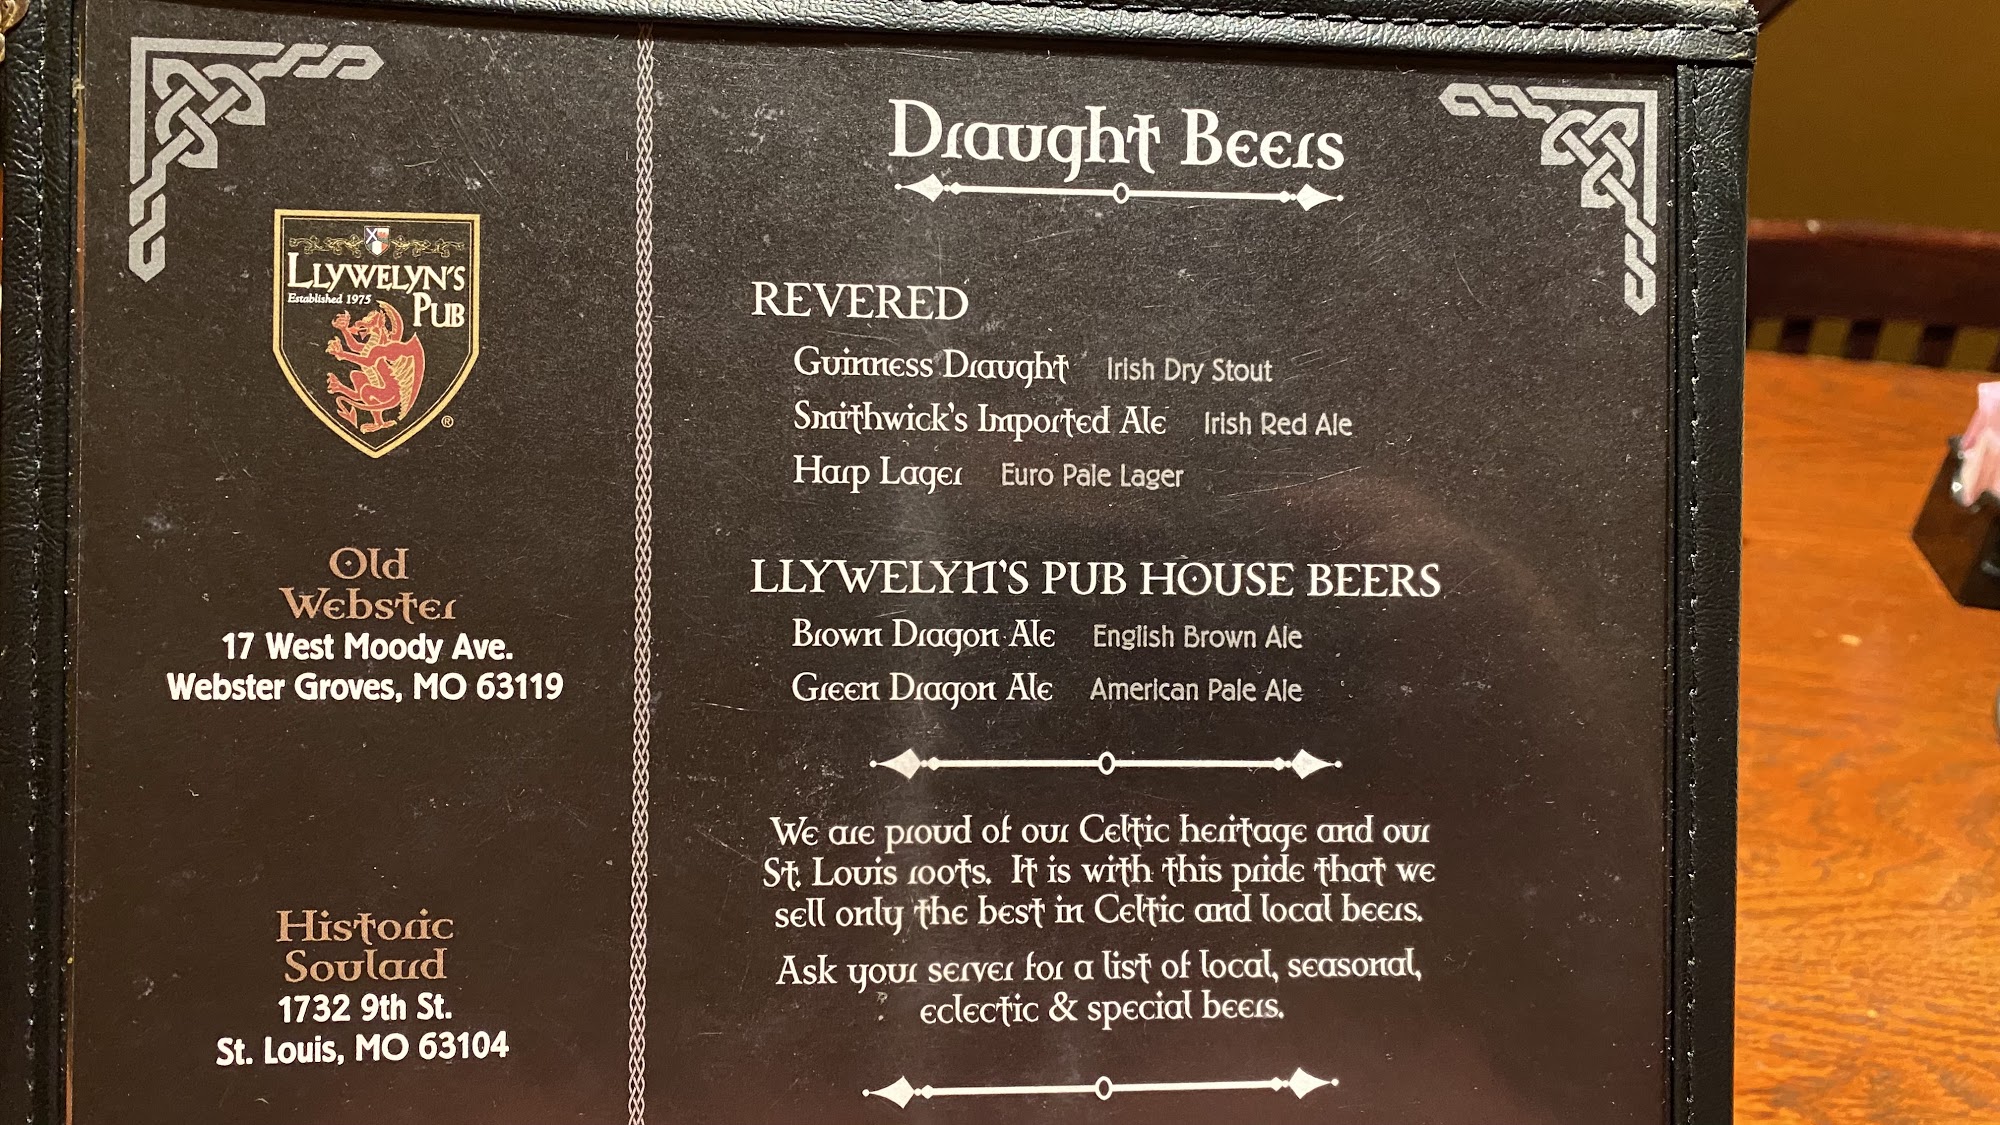 LLYWELYN'S
Established 1975
PUB
®
Old
Webster
17 West Moody Ave.
Webster Groves, MO 63119
Historic
Soulard
1732 9th St.
St. Louis, MO 63104
Draught Beers
REVERED
Guinness Draught Irish Dry Stout
Smithwick's Imported Ale Irish Red Ale
Harp Lager Euro Pale Lager
LLYWELYN'S PUB HOUSE BEERS
Brown Dragon Ale English Brown Ale
Green Dragon Ale American Pale Ale
We are proud of our Celtic heritage and our
St. Louis roots. It is with this pride that we
sell only the best in Celtic and local beers.
Ask your server for a list of local, seasonal,
eclectic & special beers.